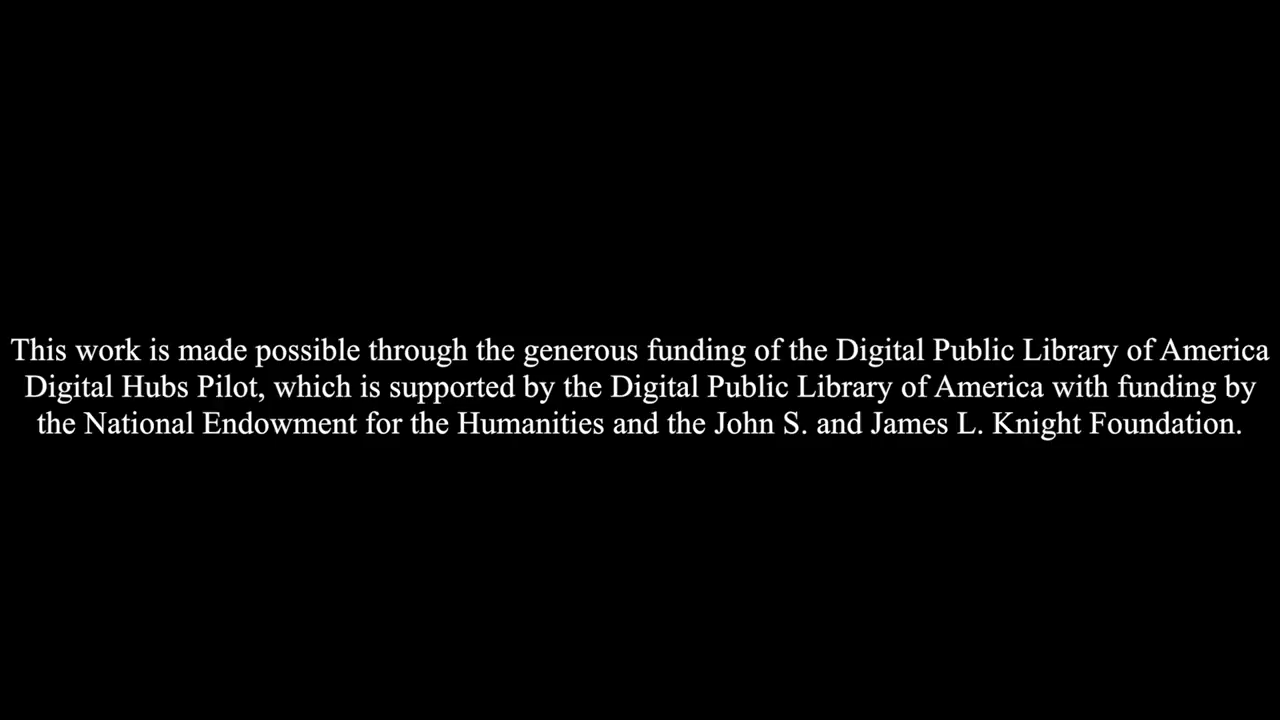 This work is made possible through the generous funding of the Digital Public Library of America
Digital Hubs Pilot, which is supported by the Digital Public Library of America with funding by
the National Endowment for the Humanities and the John S. and James L. Knight Foundation.